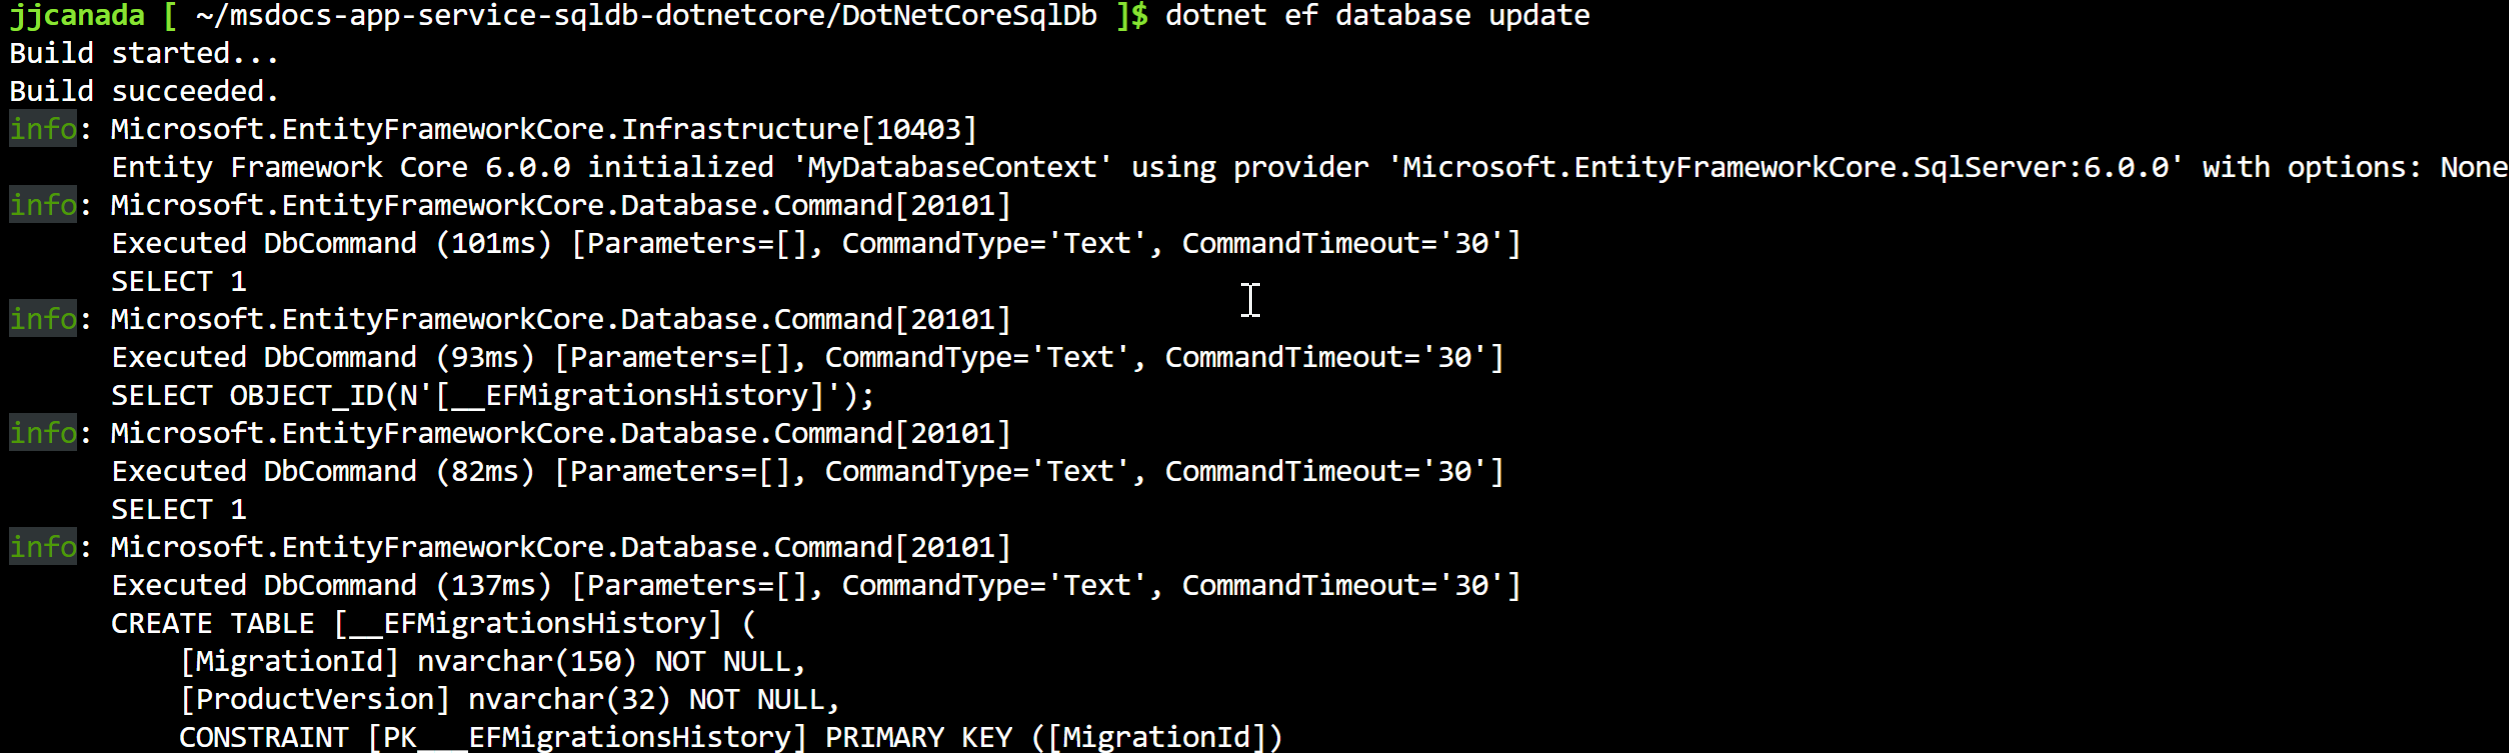 jjcanada [ ~/msdocs-app-service-sqldb-dotnetcore/DotNetCoreSqlDb ]$ dotnet ef database update
Build started...
Build succeeded.
info: Microsoft.EntityFrameworkCore.Infrastructure[10403]
      Entity Framework Core 6.0.0 initialized 'MyDatabaseContext' using provider 'Microsoft.EntityFrameworkCore.SqlServer:6.0.0' with options: None
info: Microsoft.EntityFrameworkCore.Database.Command[20101]
      Executed DbCommand (101ms) [Parameters=[], CommandType='Text', CommandTimeout='30']
      SELECT 1
info: Microsoft.EntityFrameworkCore.Database.Command[20101]
      Executed DbCommand (93ms) [Parameters=[], CommandType='Text', CommandTimeout='30']
      SELECT OBJECT_ID(N'[__EFMigrationsHistory]');
info: Microsoft.EntityFrameworkCore.Database.Command[20101]
      Executed DbCommand (82ms) [Parameters=[], CommandType='Text', CommandTimeout='30']
      SELECT 1
info: Microsoft.EntityFrameworkCore.Database.Command[20101]
      Executed DbCommand (137ms) [Parameters=[], CommandType='Text', CommandTimeout='30']
      CREATE TABLE [__EFMigrationsHistory] (
          [MigrationId] nvarchar(150) NOT NULL,
          [ProductVersion] nvarchar(32) NOT NULL,
          CONSTRAINT [PK___EFMigrationsHistory] PRIMARY KEY ([MigrationId])